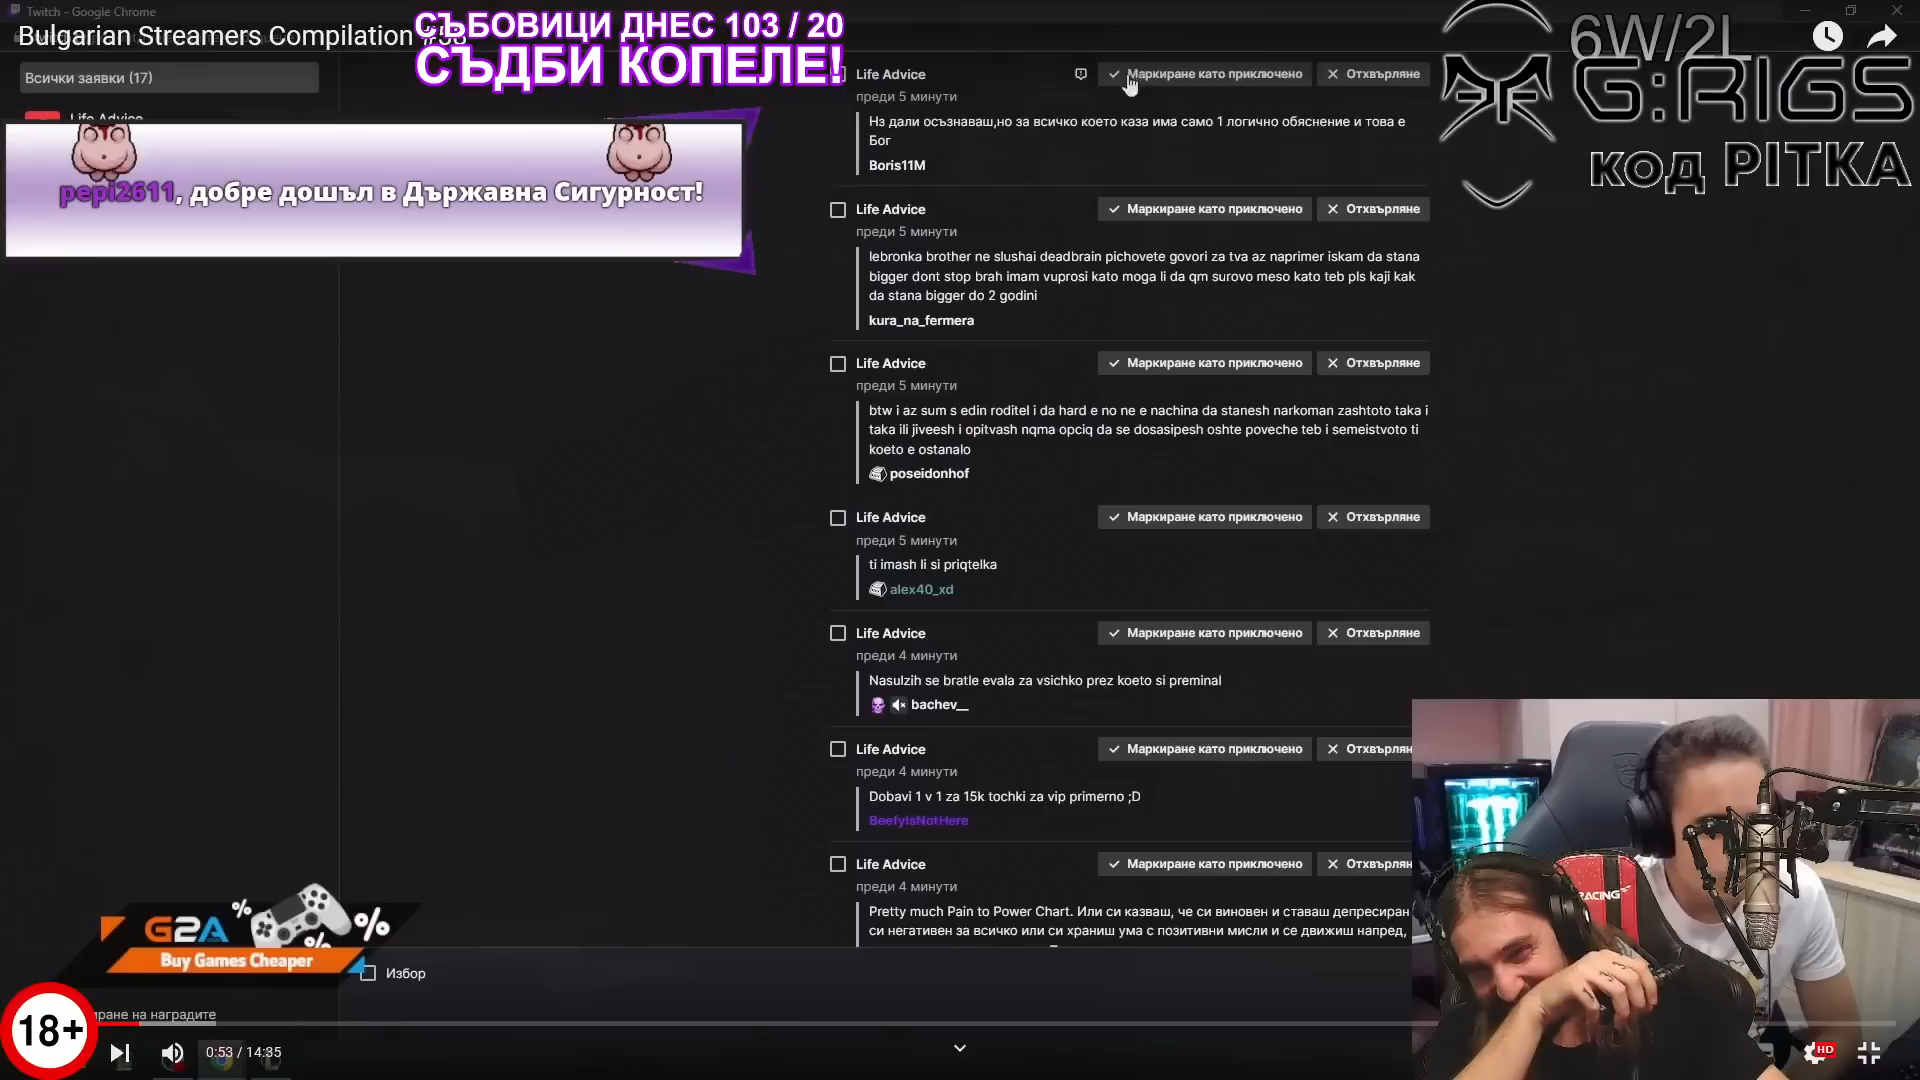 Twitch - Google Chrome
Bulgarian Streamers Compilation
СЪБОВИЦИ ДНЕС 103 / 20
СЪДБИ КОПЕЛЕ!
Всички заявки (17)
Life Advice
pepi2611, добре дошъл в Държавна Сигурност!
6W/2L
G:RIGS
код PITKA
Life Advice
Маркиране като приключено
Отхвърляне
преди 5 минути
Нз дали осъзнаваш,но за всичко което каза има само 1 логично обяснение и това е
Бог
Boris11M
Life Advice
Маркиране като приключено
Отхвърляне
преди 5 минути
lebronka brother ne slushai deadbrain pichovete govori za tva az naprimer iskam da stana
bigger dont stop brah imam vuprosi kato moga li da qm surovo meso kato teb pls kaji kak
da stana bigger do 2 godini
kura_na_fermera
Life Advice
Маркиране като приключено
Отхвърляне
преди 5 минути
btw i az sum s edin roditel i da hard e no ne e nachina da stanesh narkoman zashtoto taka i
taka ili jiveesh i opitvash nqma opciq da se dosasipesh oshte poveche teb i semeistvoto ti
koeto e ostanalo
poseidonhof
Life Advice
Маркиране като приключено
Отхвърляне
преди 5 минути
ti imash li si priqtelka
alex40_xd
Life Advice
Маркиране като приключено
Отхвърляне
преди 4 минути
Nasulzih se bratle evala za vsichko prez koeto si preminal
bachev__
Life Advice
Маркиране като приключено
Отхвърлян
преди 4 минути
Dobavi 1 v 1 za 15k tochki za vip primerno ;D
BeefyIsNotHere
Life Advice
Маркиране като приключено
Отхвърлян
преди 4 минути
Pretty much Pain to Power Chart. Или си казваш, че си виновен и ставаш депресиран
си негативен за всичко или си храниш ума с позитивни мисли и се движиш напред,
G2A
Buy Games Cheaper
Избор
иране на наградите
18+
0:53 / 14:35
HD
RACING